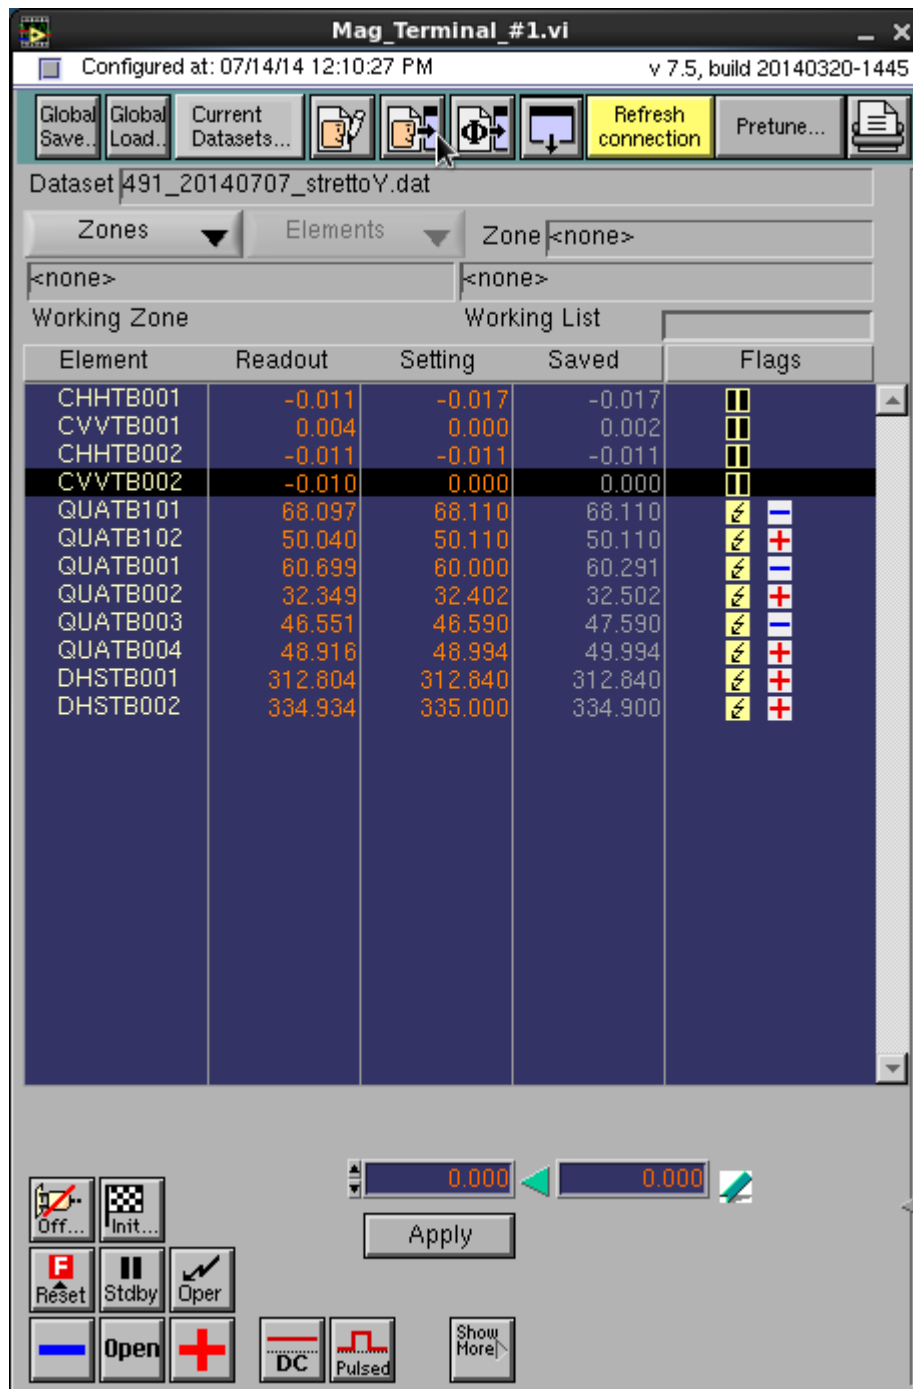 Mag_Terminal_#1.vi
Configured at: 07/14/14 12:10:27 PM v 7.5, build 20140320-1445
Global Save.. Global Load.. Current Datasets... Φ Refresh connection Pretune...
Dataset 491_20140707_strettoY.dat
Zones Elements Zone <none>
<none> <none>
Working Zone Working List
Element Readout Setting Saved Flags
CHHTB001 -0.011 -0.017 -0.017
CVVTB001 0.004 0.000 0.002
CHHTB002 -0.011 -0.011 -0.011
CVVTB002 -0.010 0.000 0.000
QUATB101 68.097 68.110 68.110
QUATB102 50.040 50.110 50.110
QUATB001 60.699 60.000 60.291
QUATB002 32.349 32.402 32.502
QUATB003 46.551 46.590 47.590
QUATB004 48.916 48.994 49.994
DHSTB001 312.804 312.840 312.840
DHSTB002 334.934 335.000 334.900
0.000 0.000
Off... Init...
Apply
F
Reset Stdby Oper
Open DC Pulsed Show More